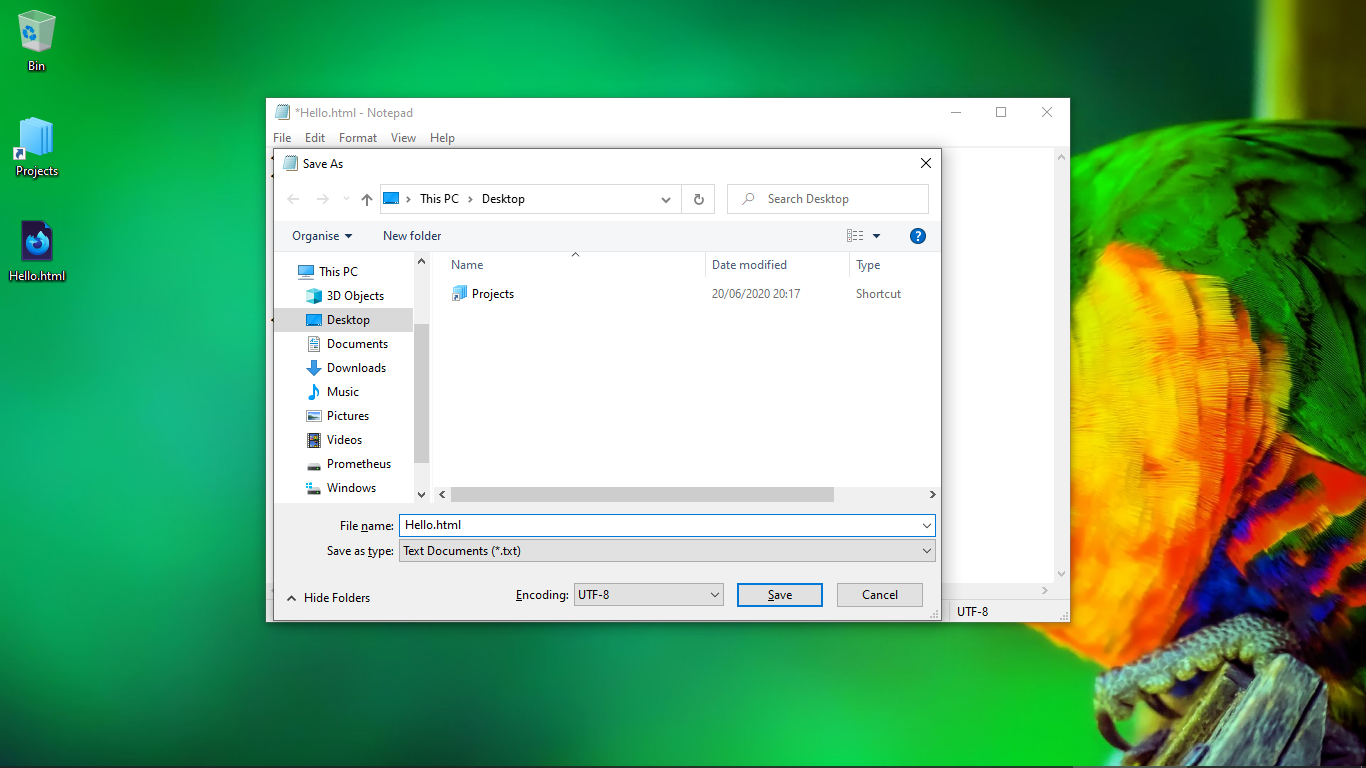 Bin
Projects
Hello.html
*Hello.html - Notepad
File Edit Format View Help
Save As
This PC Desktop
Search Desktop
Organise New folder
?
This PC
3D Objects
Desktop
Documents
Downloads
Music
Pictures
Videos
Prometheus
Windows
Name Date modified Type
Projects 20/06/2020 20:17 Shortcut
File name: Hello.html
Save as type: Text Documents (*.txt)
Hide Folders
Encoding: UTF-8
Save Cancel
UTF-8